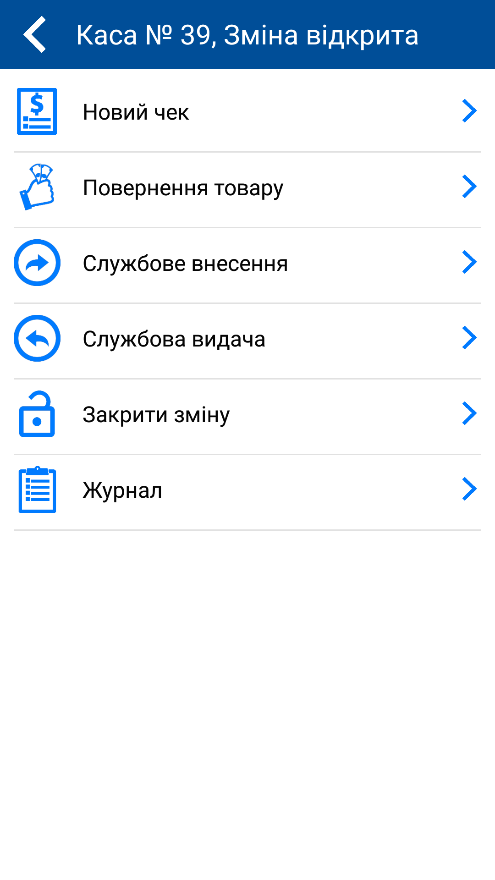 Каса № 39, Зміна відкрита
Новий чек
Повернення товару
Службове внесення
Службова видача
Закрити зміну
Журнал